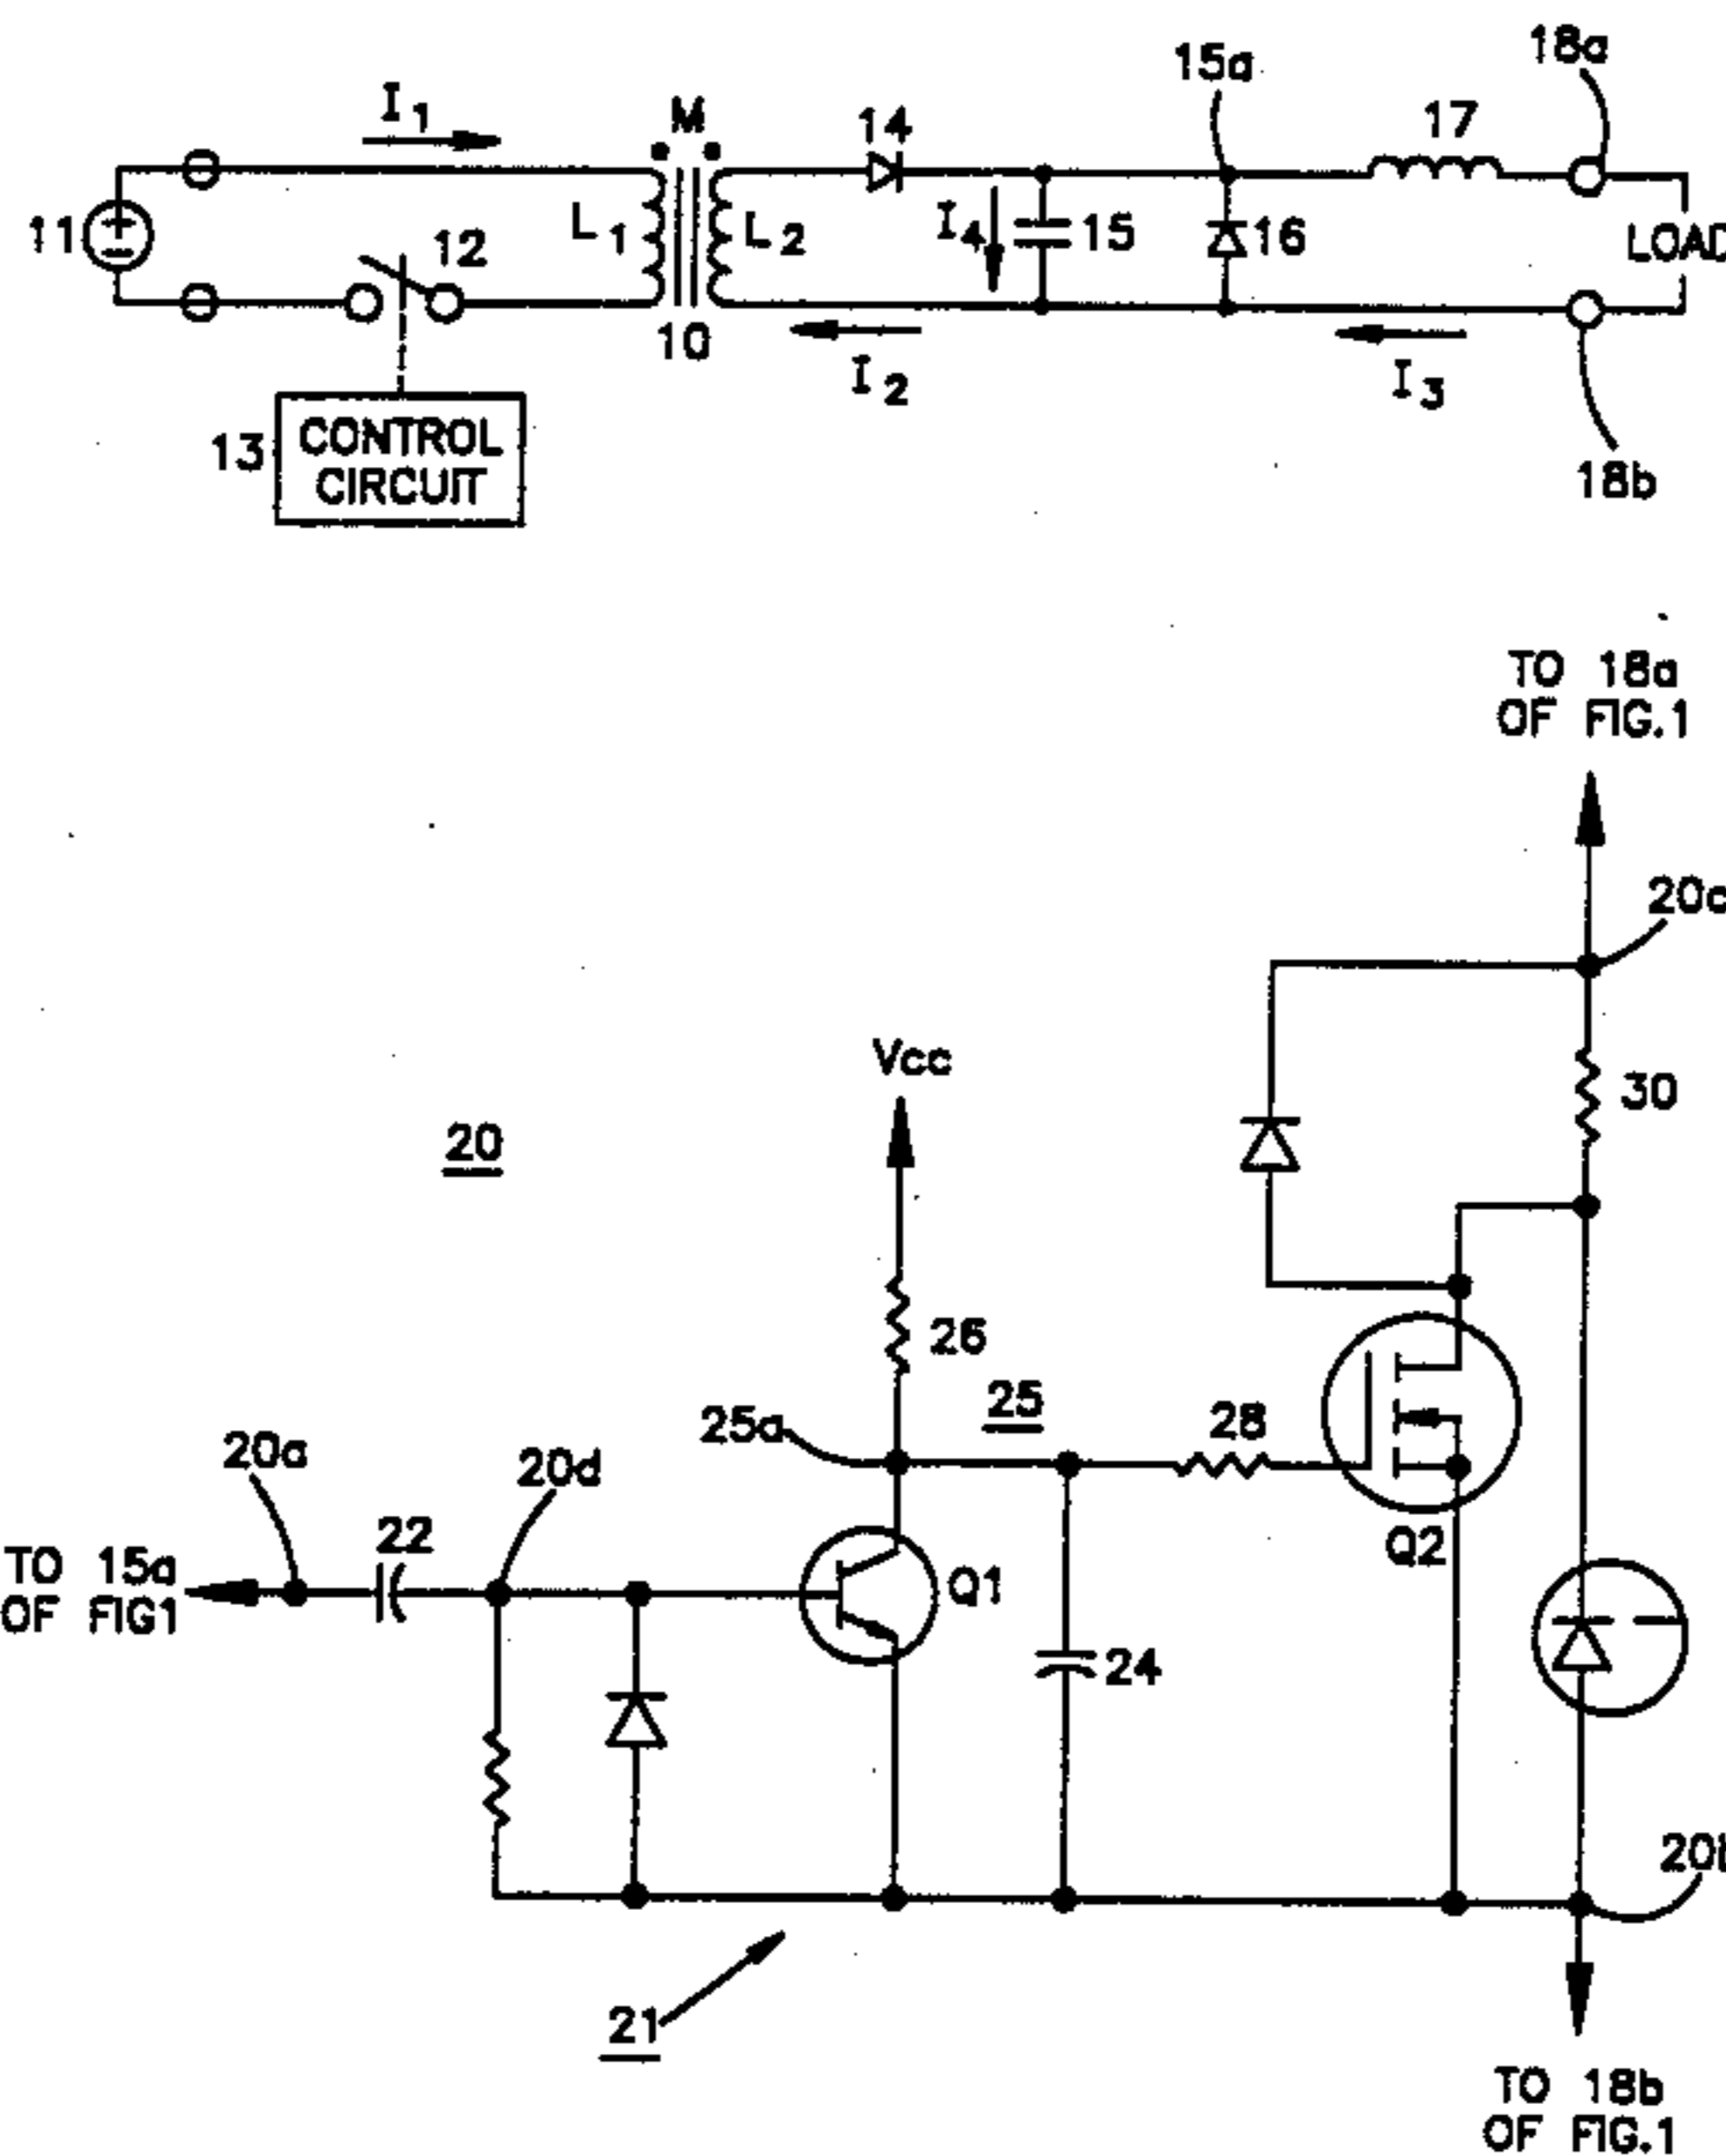 I1
M
14
15a
18a
17
11
12
L1
L2
I4
15
16
LOAD
10
I2
I3
13
CONTROL
CIRCUIT
18b
TO 18a
OF FIG.1
20c
Vcc
30
20
26
25
25a
28
20a
20d
22
Q2
TO 15a
OF FIG1
Q1
24
20b
21
TO 18b
OF FIG.1